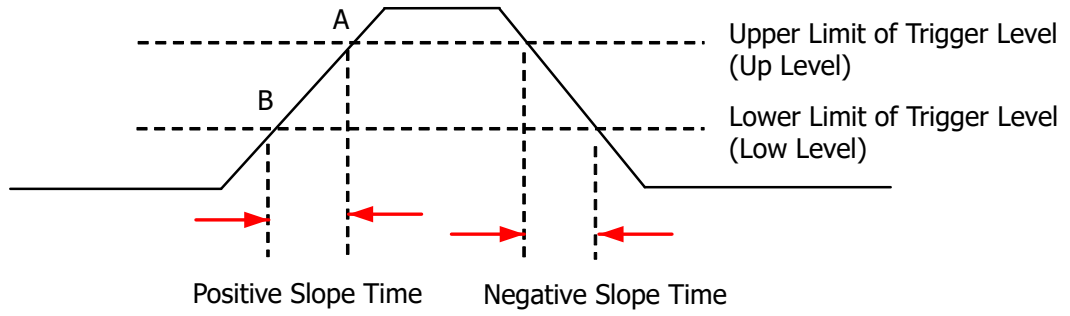 A
Upper Limit of Trigger Level
(Up Level)
B
Lower Limit of Trigger Level
(Low Level)
Positive Slope Time
Negative Slope Time